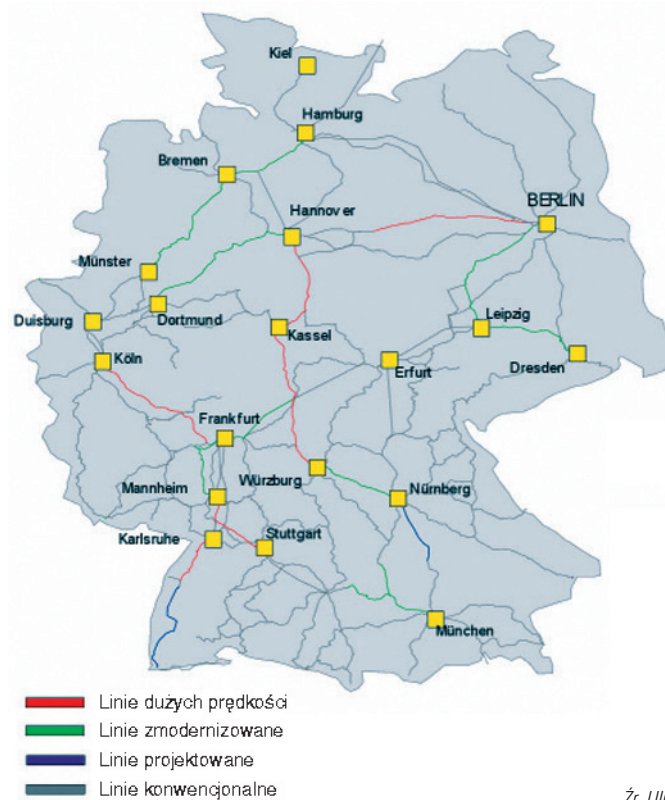 Kiel
Hamburg
Bremen
BERLIN
Hannover
Münster
Duisburg
Dortmund
Leipzig
Kassel
Köln
Erfurt
Dresden
Frankfurt
Mannheim
Würzburg
Nürnberg
Karlsruhe
Stuttgart
München
Linie dużych prędkości
Linie zmodernizowane
Linie projektowane
Linie konwencjonalne
Źr.